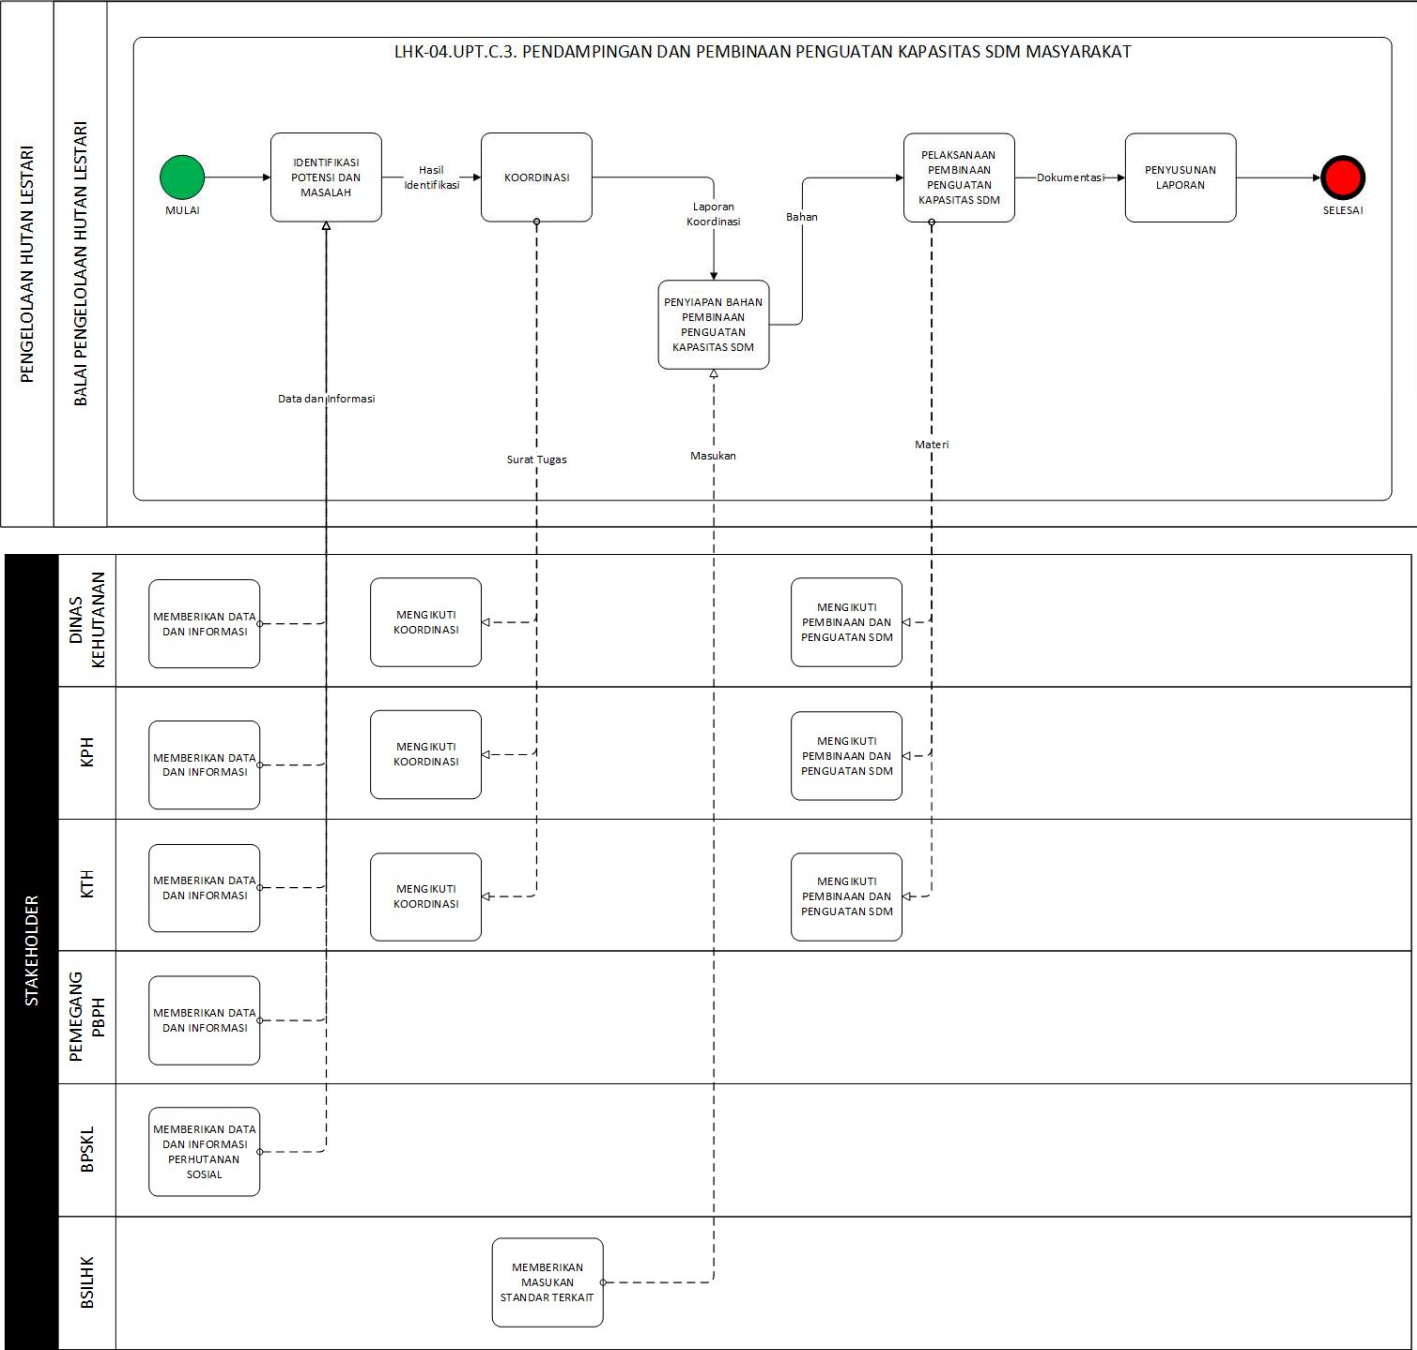 LHK-04.UPT.C.3. PENDAMPINGAN DAN PEMBINAAN PENGUATAN KAPASITAS SDM MASYARAKAT
PENGELOLAAN HUTAN LESTARI
BALAI PENGELOLAAN HUTAN LESTARI
MULAI
IDENTIFIKASI
POTENSI DAN
MASALAH
Hasil
Identifikasi
KOORDINASI
Laporan
Koordinasi
PENYIAPAN BAHAN
PEMBINAAN
PENGUATAN
KAPASITAS SDM
Bahan
PELAKSANAAN
PEMBINAAN
PENGUATAN
KAPASITAS SDM
Dokumentasi
PENYUSUNAN
LAPORAN
SELESAI
Data dan Informasi
Surat Tugas
Masukan
Materi
STAKEHOLDER
DINAS
KEHUTANAN
MEMBERIKAN DATA
DAN INFORMASI
MENGIKUTI
KOORDINASI
MENGIKUTI
PEMBINAAN DAN
PENGUATAN SDM
KPH
MEMBERIKAN DATA
DAN INFORMASI
MENGIKUTI
KOORDINASI
MENGIKUTI
PEMBINAAN DAN
PENGUATAN SDM
KTH
MEMBERIKAN DATA
DAN INFORMASI
MENGIKUTI
KOORDINASI
MENGIKUTI
PEMBINAAN DAN
PENGUATAN SDM
PEMEGANG
PBPH
MEMBERIKAN DATA
DAN INFORMASI
BPSKL
MEMBERIKAN DATA
DAN INFORMASI
PERHUTANAN
SOSIAL
BSILHK
MEMBERIKAN
MASUKAN
STANDAR TERKAIT